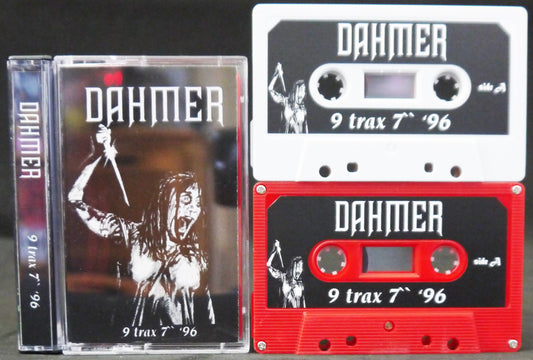 DAHMER
9 trax 7`` ‘96
DAHMER
9 trax 7`` ‘96
DAHMER
side A
9 trax 7`` ‘96
DAHMER
side A
9 trax 7`` ‘96